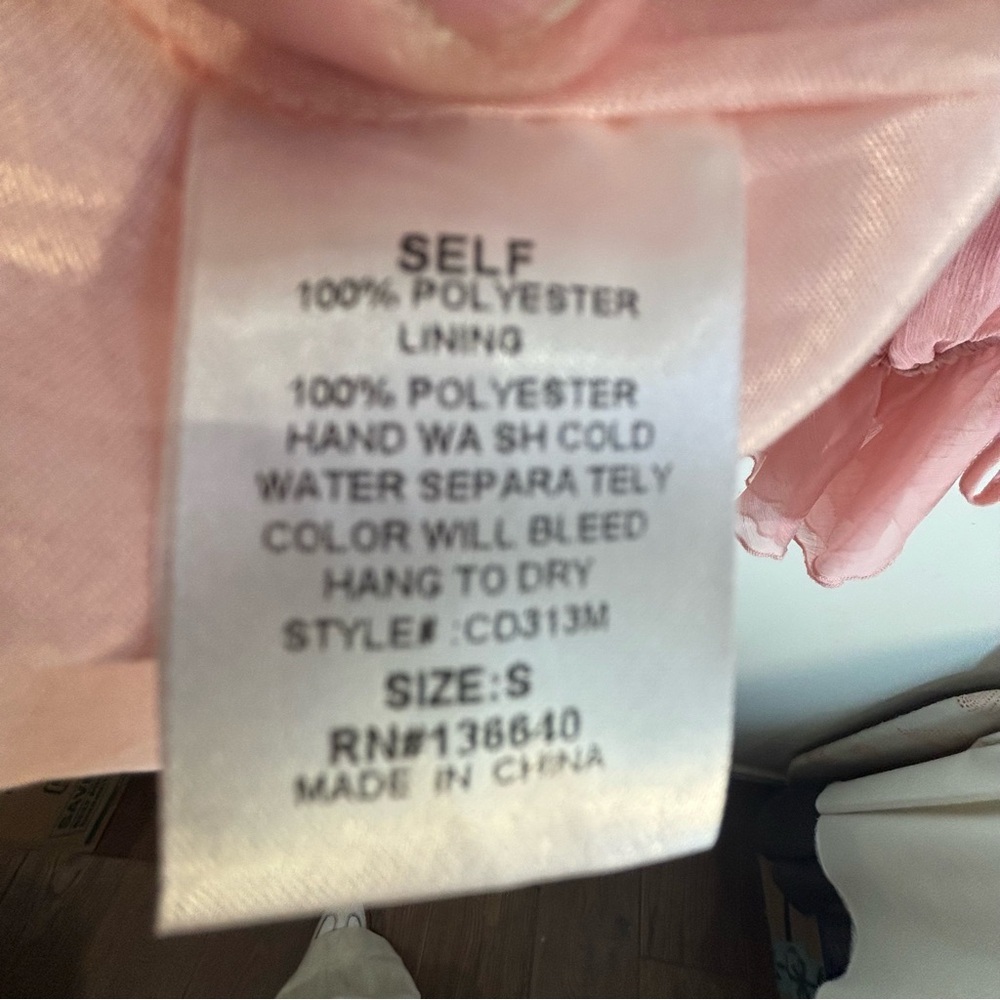 SELF
100% POLYESTER
LINING
100% POLYESTER
HAND WA SH COLD
WATER SEPARA TELY
COLOR WILL BLEED
HANG TO DRY
STYLE# :CD313M
SIZE:S
RN#136640
MADE IN CHINA